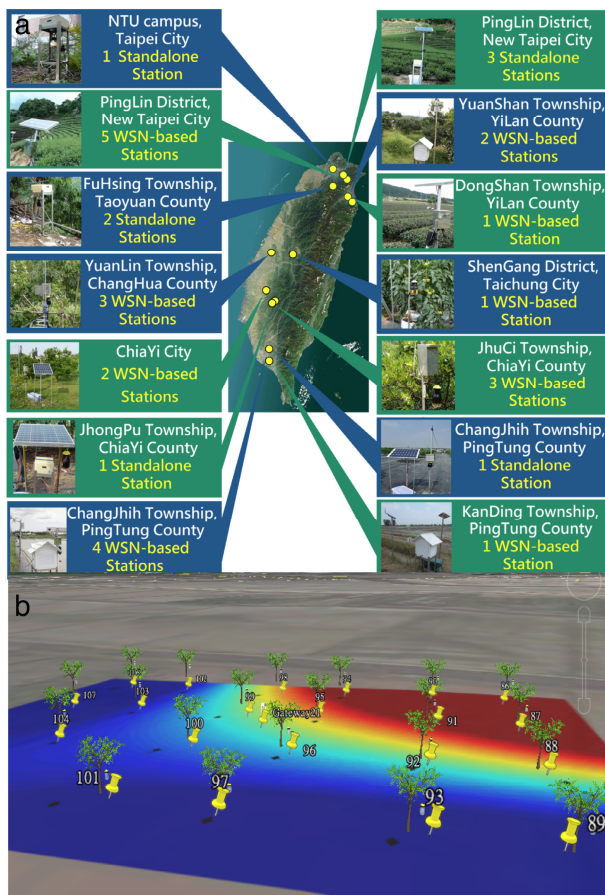 a
NTU campus,
Taipei City
1 Standalone
Station
PingLin District,
New Taipei City
5 WSN-based
Stations
FuHsing Township,
Taoyuan County
2 Standalone
Stations
YuanLin Township,
ChangHua County
3 WSN-based
Stations
ChiaYi City
2 WSN-based
Stations
JhongPu Township,
ChiaYi County
1 Standalone
Station
ChangJhih Township,
PingTung County
4 WSN-based
Stations
PingLin District,
New Taipei City
3 Standalone
Stations
YuanShan Township,
YiLan County
2 WSN-based
Stations
DongShan Township,
YiLan County
1 WSN-based
Station
ShenGang District,
Taichung City
1 WSN-based
Station
JhuCi Township,
ChiaYi County
3 WSN-based
Stations
ChangJhih Township,
PingTung County
1 Standalone
Station
KanDing Township,
PingTung County
1 WSN-based
Station
b
107
103
95
87
104
100
Gateway21
91
96
92
88
101
97
93
89